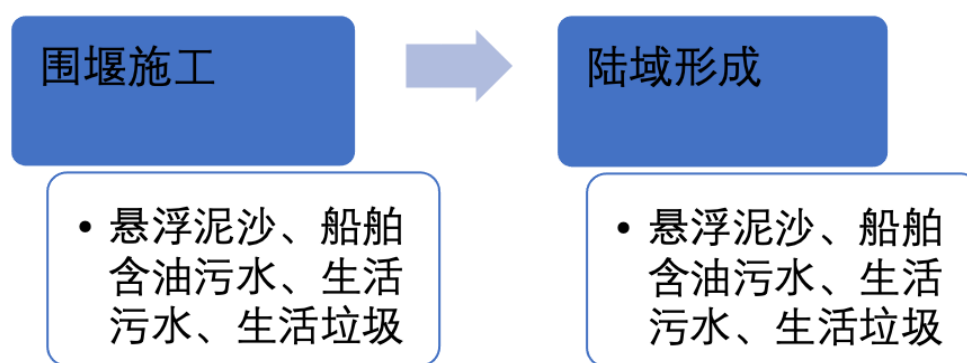 围堰施工
• 悬浮泥沙、船舶
含油污水、生活
污水、生活垃圾
陆域形成
• 悬浮泥沙、船舶
含油污水、生活
污水、生活垃圾